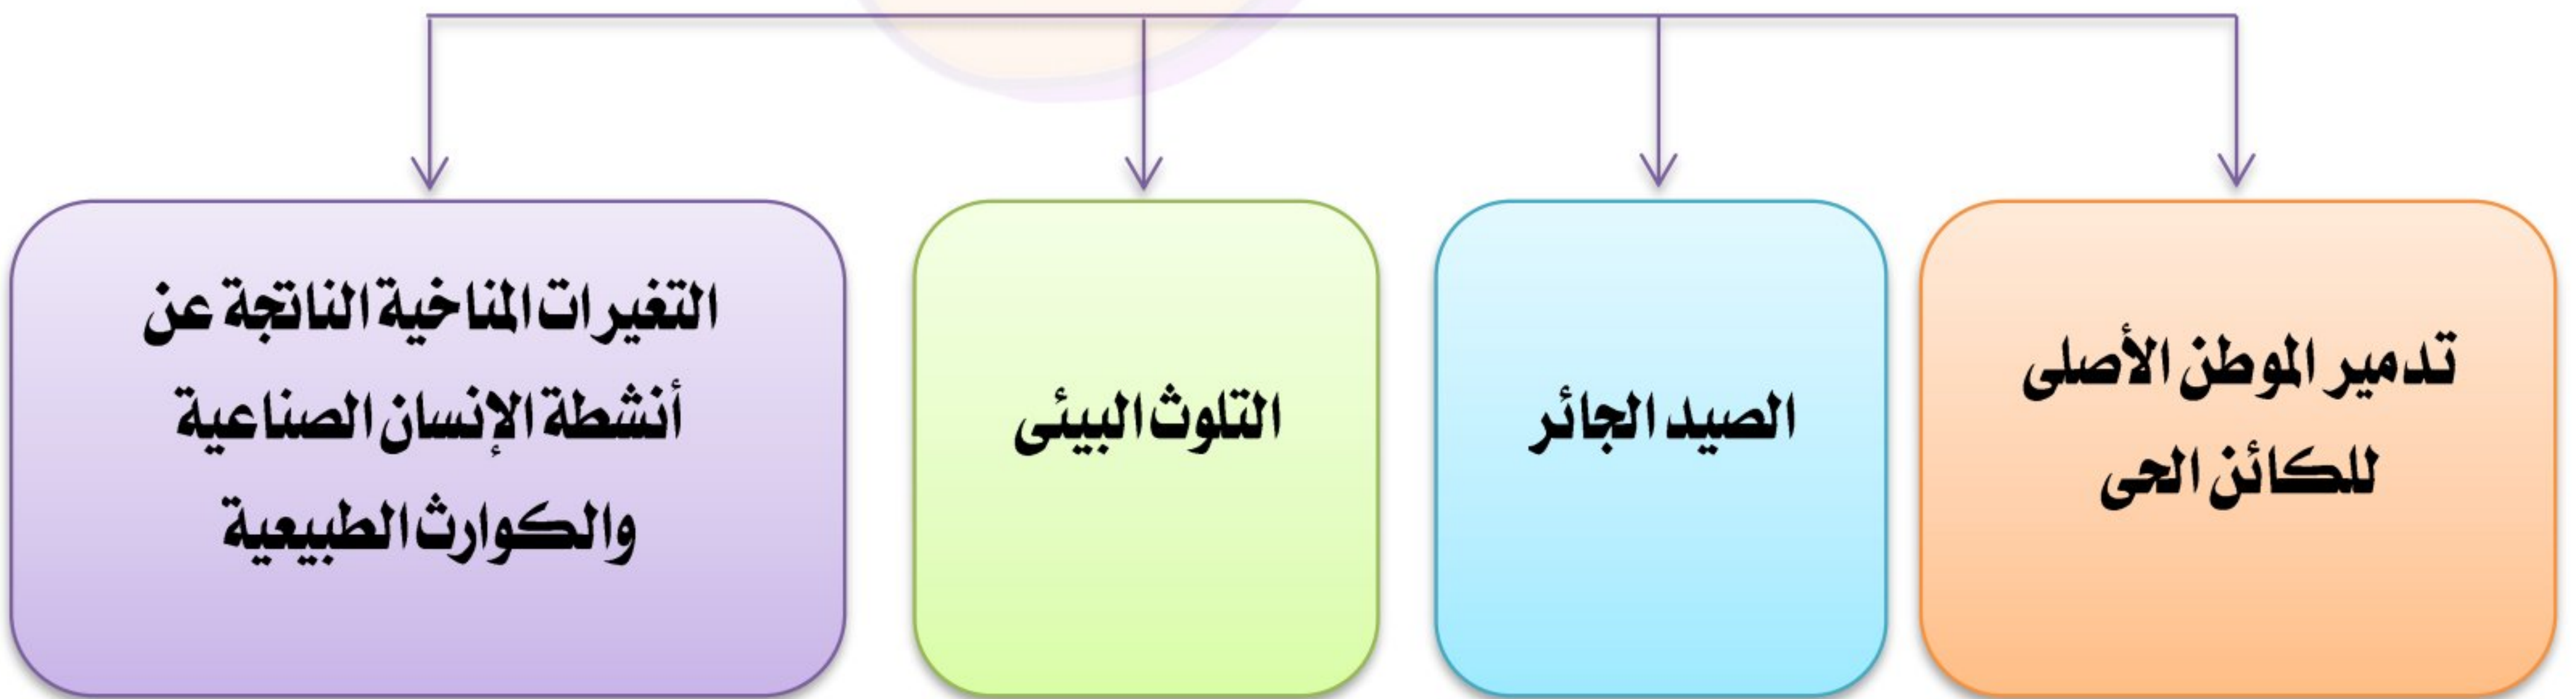 تدمير الموطن الأصلى
للكائن الحى
الصيد الجائر
التلوث البيئى
التغيرات المناخية الناتجة عن
أنشطة الإنسان الصناعية
والكوارث الطبيعية